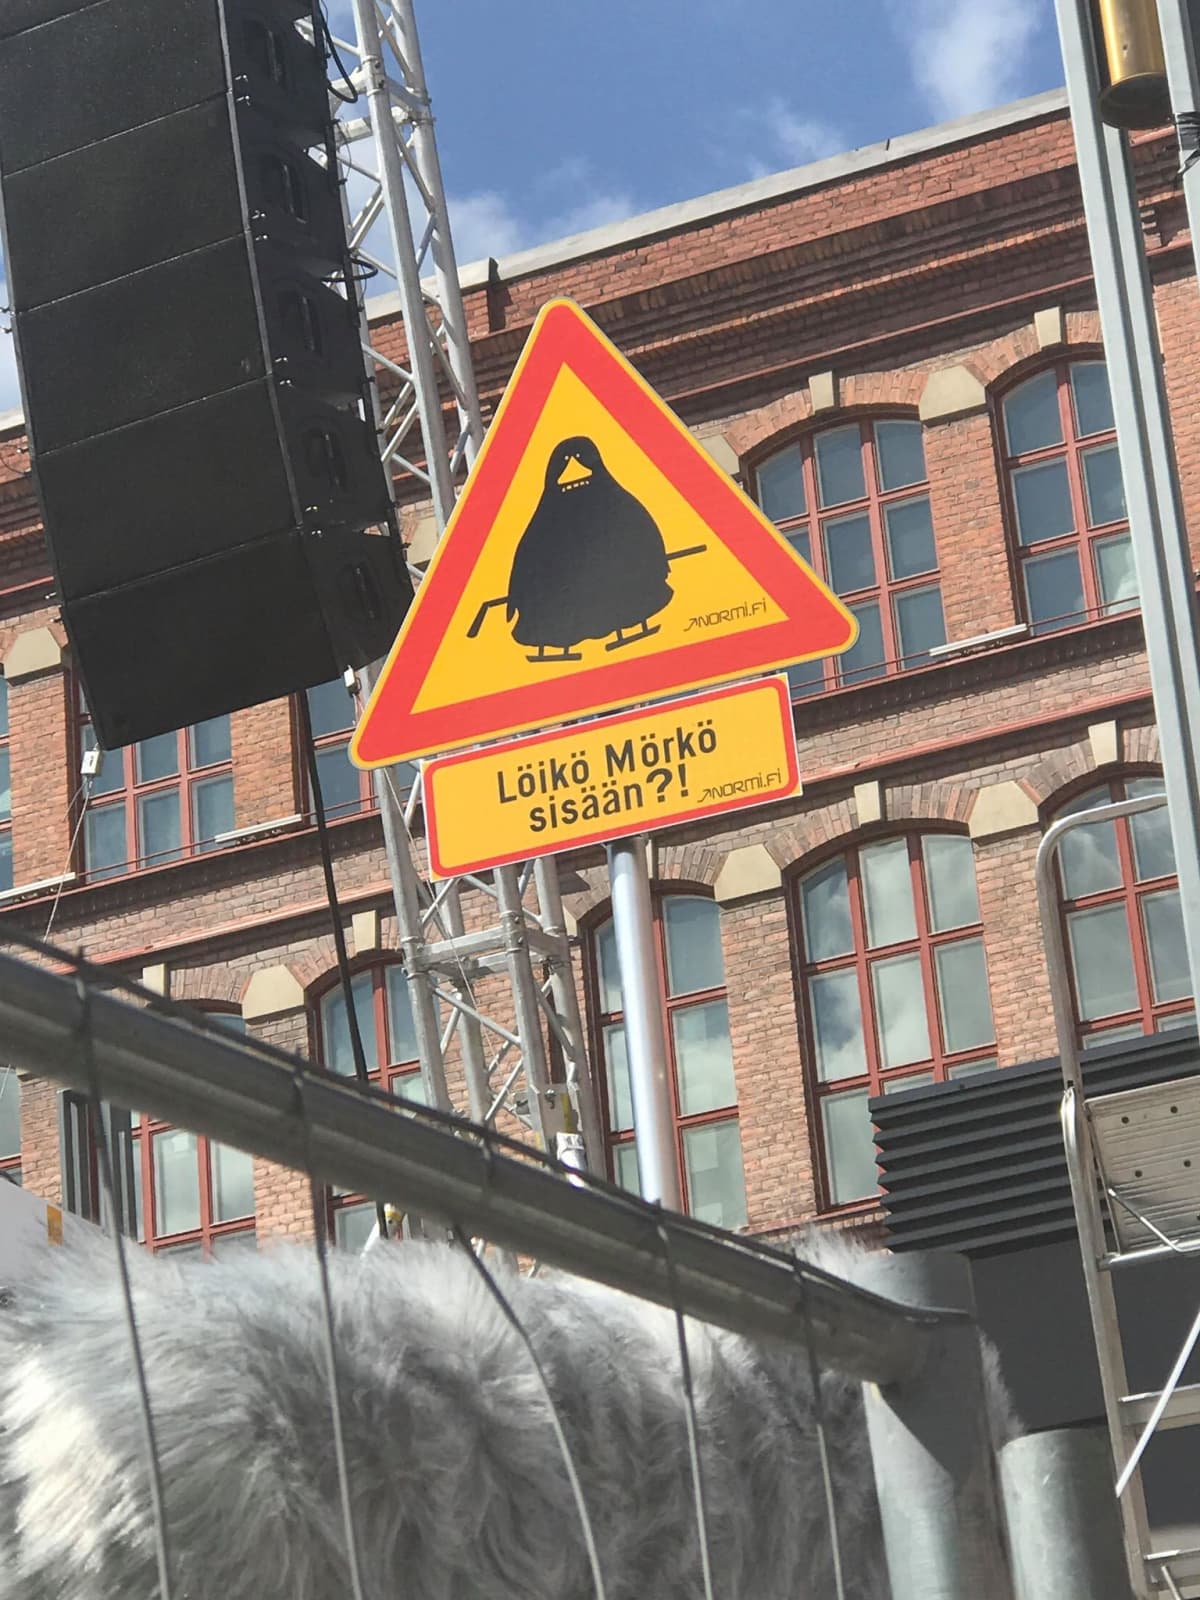 ↗NORMI.FI
Löikö Mörkö
sisään?!
↗NORMI.FI